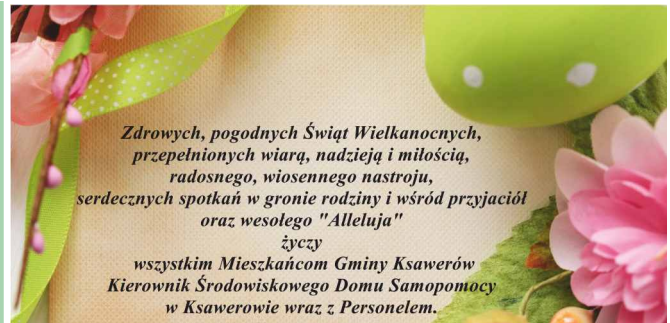 Zdrowych, pogodnych Świąt Wielkanocnych,
przepełnionych wiarą, nadzieją i miłością,
radosnego, wiosennego nastroju,
serdecznych spotkań w gronie rodziny i wśród przyjaciół
oraz wesołego "Alleluja"
życzy
wszystkim Mieszkańcom Gminy Ksawerów
Kierownik Środowiskowego Domu Samopomocy
w Ksawerowie wraz z Personelem.